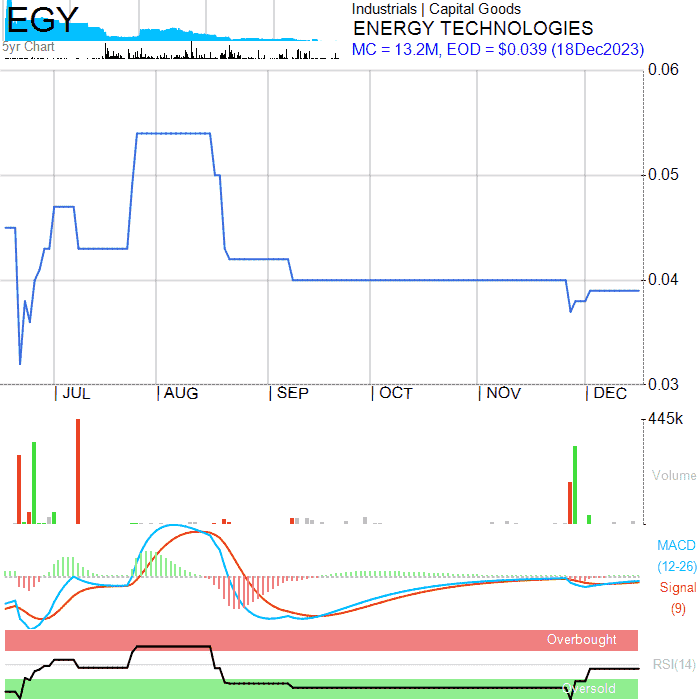 EGY
5yr Chart
Industrials | Capital Goods
ENERGY TECHNOLOGIES
MC = 13.2M, EOD = $0.039 (18Dec2023)
0.06
0.05
0.04
0.03
| JUL | AUG | SEP | OCT | NOV | DEC
445k
Volume
MACD
(12-26)
Signal
(9)
Overbought
RSI(14)
Oversold